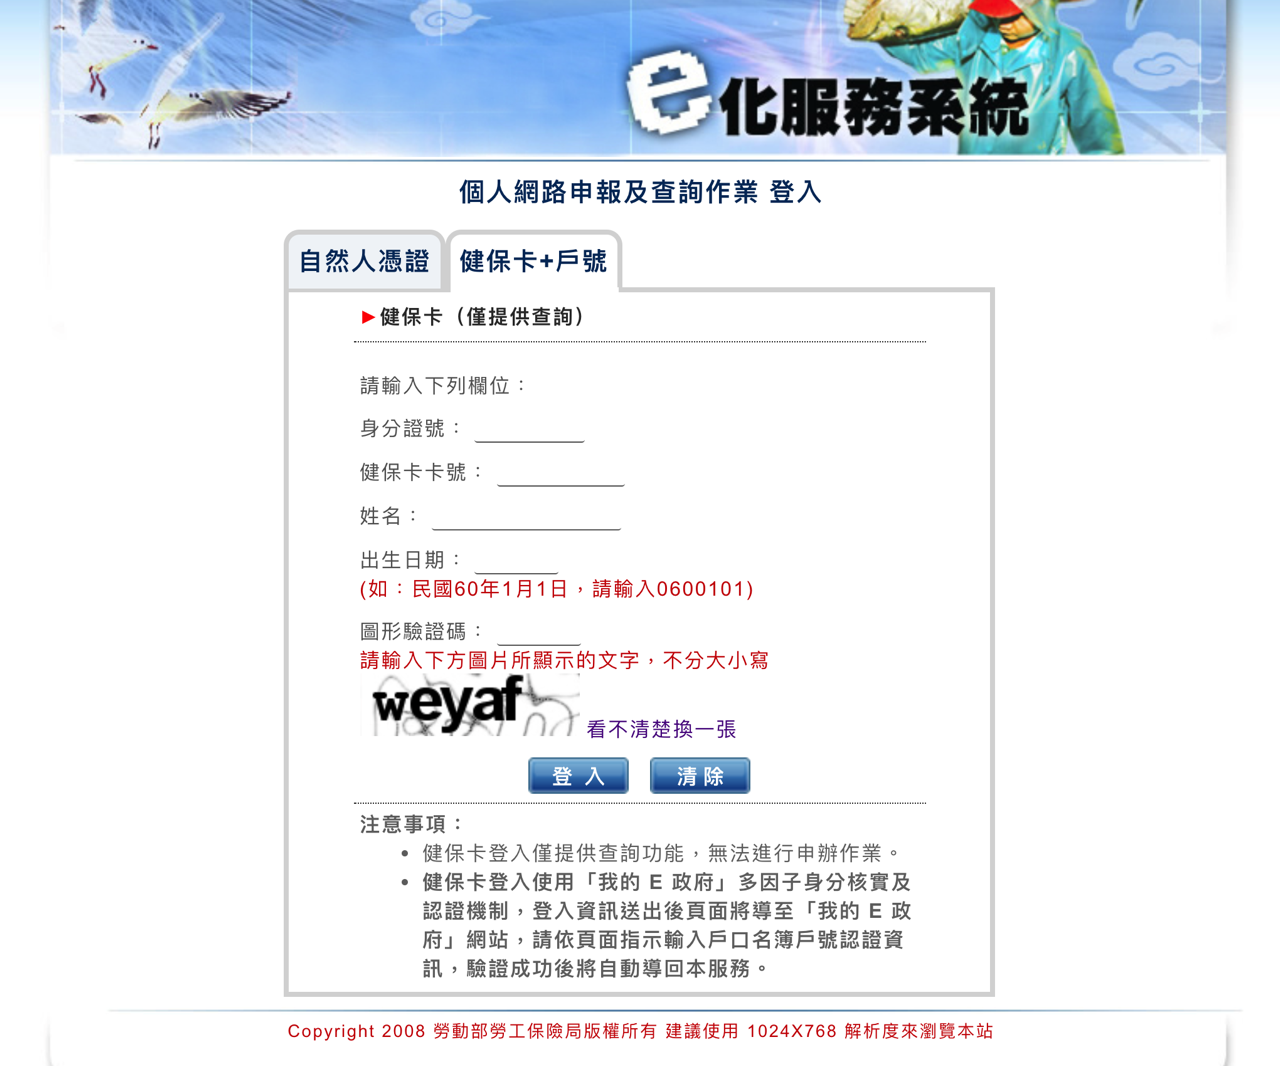 e化服務系統
個人網路申報及查詢作業 登入
自然人憑證
健保卡+戶號
►健保卡（僅提供查詢）
請輸入下列欄位：
身分證號：
健保卡卡號：
姓名：
出生日期：
(如：民國60年1月1日，請輸入0600101)
圖形驗證碼：
請輸入下方圖片所顯示的文字，不分大小寫
weyaf
看不清楚換一張
登 入
清 除
注意事項：
• 健保卡登入僅提供查詢功能，無法進行申辦作業。
• 健保卡登入使用「我的 E 政府」多因子身分核實及
認證機制，登入資訊送出後頁面將導至「我的 E 政
府」網站，請依頁面指示輸入戶口名簿戶號認證資
訊，驗證成功後將自動導回本服務。
Copyright 2008 勞動部勞工保險局版權所有 建議使用 1024X768 解析度來瀏覽本站